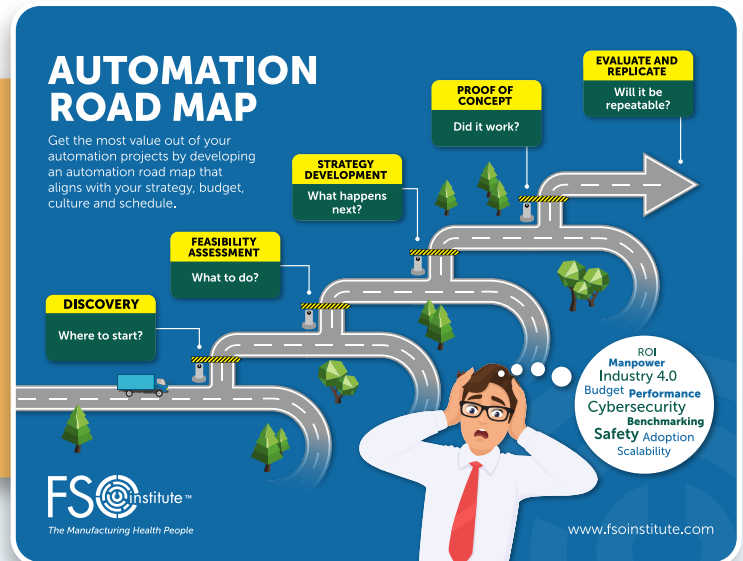 AUTOMATION
ROAD MAP
Get the most value out of your
automation projects by developing
an automation road map that
aligns with your strategy, budget,
culture and schedule.
DISCOVERY
Where to start?
FEASIBILITY
ASSESSMENT
What to do?
STRATEGY
DEVELOPMENT
What happens
next?
PROOF OF
CONCEPT
Did it work?
EVALUATE AND
REPLICATE
Will it be
repeatable?
ROI
Manpower
Industry 4.0
Budget Performance
Cybersecurity
Benchmarking
Safety Adoption
Scalability
FSO institute™
The Manufacturing Health People
www.fsoinstitute.com